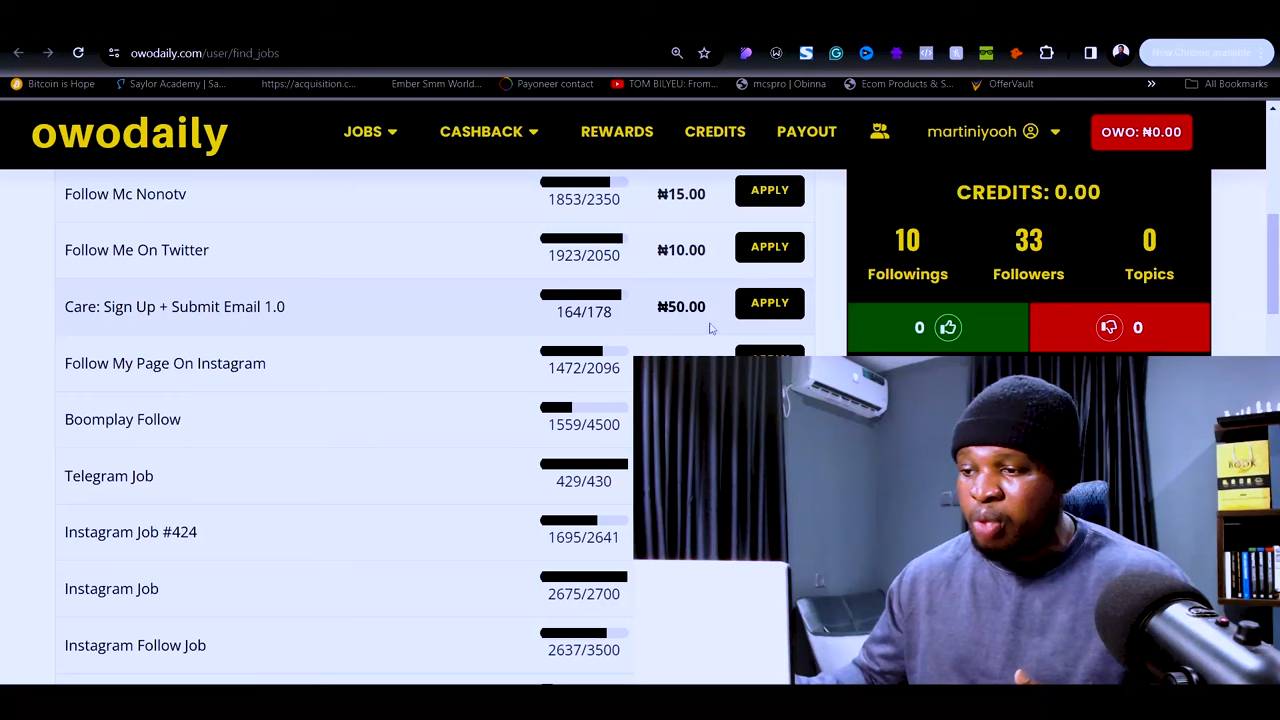 owodaily.com/user/find_jobs
New Chrome available
Bitcoin is Hope
Saylor Academy | Sa...
https://acquisition.c...
Ember Smm World...
Payoneer contact
TOM BILYEU: From...
mcspro | Obinna
Ecom Products & S...
OfferVault
»
All Bookmarks
owodaily
JOBS
CASHBACK
REWARDS
CREDITS
PAYOUT
martiniyooh
OWO: ₦0.00
Follow Mc Nonotv
1853/2350
₦15.00
APPLY
Follow Me On Twitter
1923/2050
₦10.00
APPLY
Care: Sign Up + Submit Email 1.0
164/178
₦50.00
APPLY
Follow My Page On Instagram
1472/2096
Boomplay Follow
1559/4500
Telegram Job
429/430
Instagram Job #424
1695/2641
Instagram Job
2675/2700
Instagram Follow Job
2637/3500
CREDITS: 0.00
10
33
0
Followings
Followers
Topics
0
0
BOOK